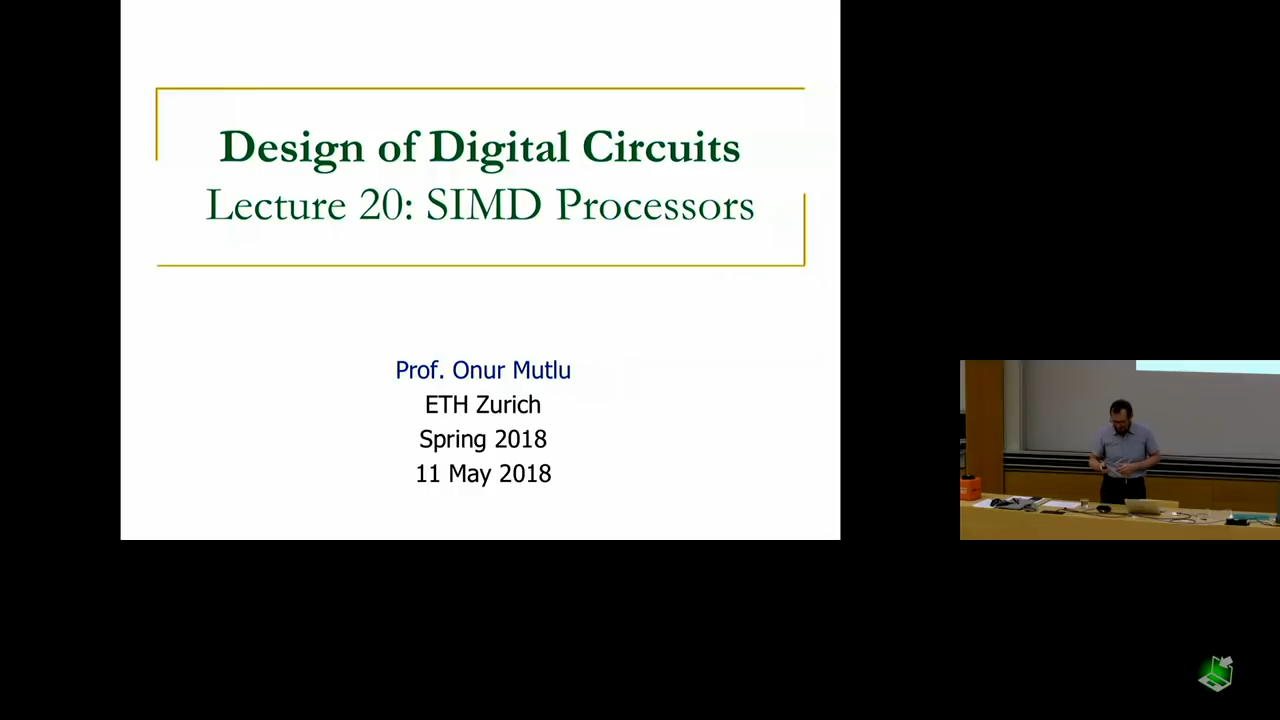 Design of Digital Circuits
Lecture 20: SIMD Processors
Prof. Onur Mutlu
ETH Zurich
Spring 2018
11 May 2018